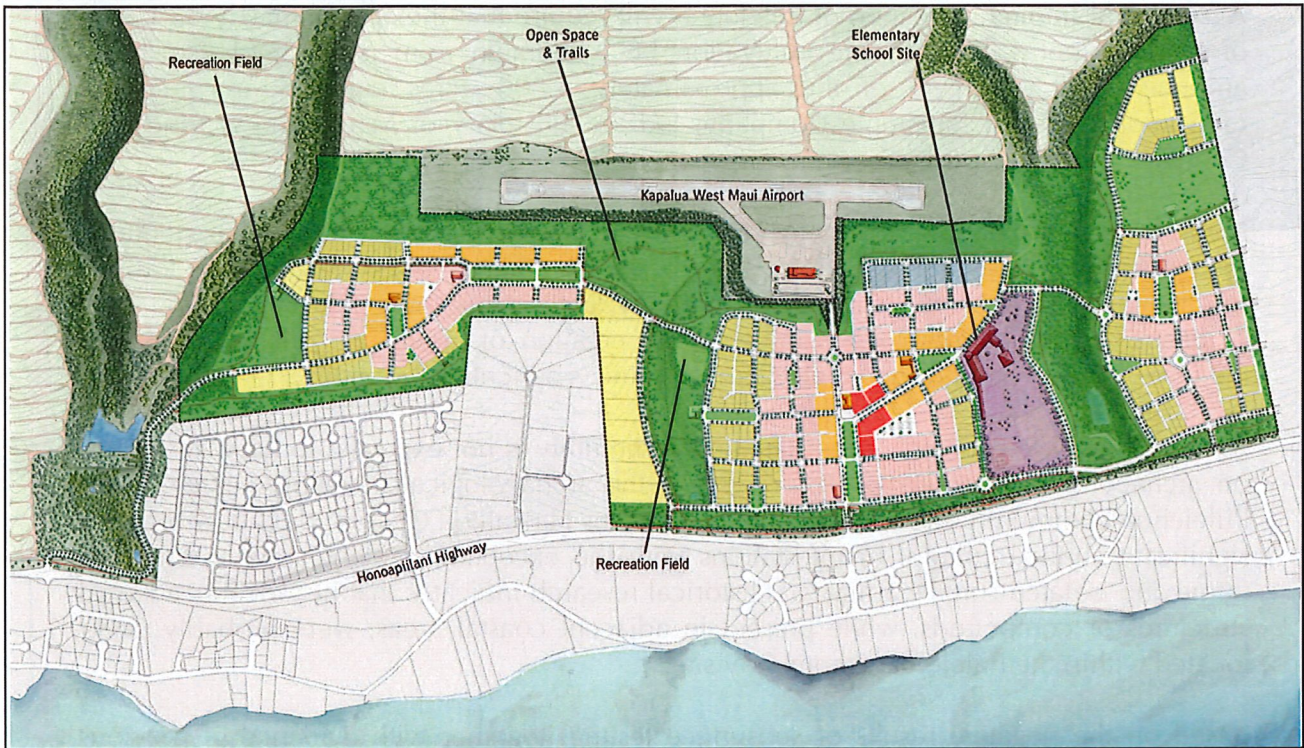 Open Space
& Trails
Elementary
School Site
Recreation Field
Kapalua West Maui Airport
Honoapiilani Highway
Recreation Field